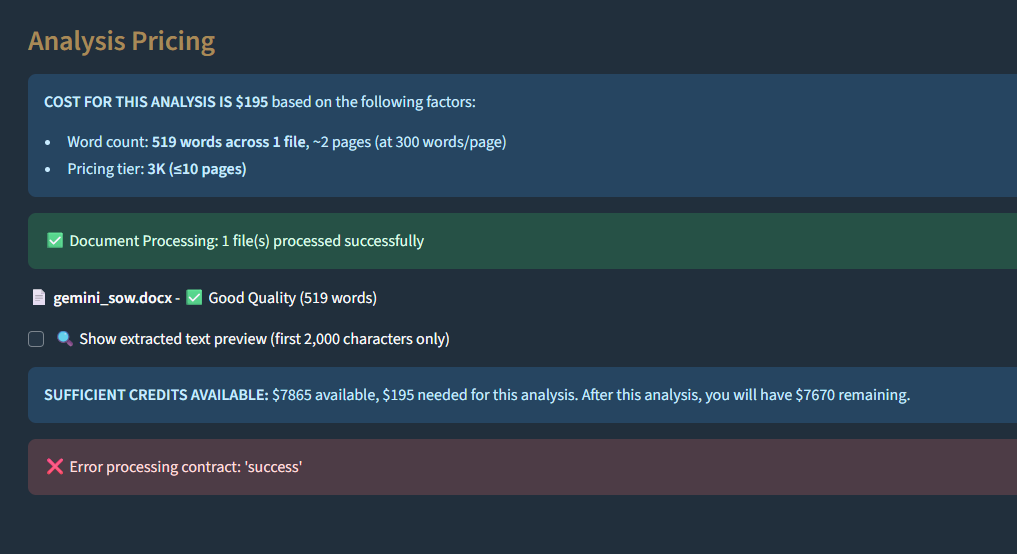 Analysis Pricing
COST FOR THIS ANALYSIS IS $195 based on the following factors:
• Word count: 519 words across 1 file, ~2 pages (at 300 words/page)
• Pricing tier: 3K (≤10 pages)
✅ Document Processing: 1 file(s) processed successfully
📄 gemini_sow.docx - ✅ Good Quality (519 words)
🔍 Show extracted text preview (first 2,000 characters only)
SUFFICIENT CREDITS AVAILABLE: $7865 available, $195 needed for this analysis. After this analysis, you will have $7670 remaining.
❌ Error processing contract: 'success'